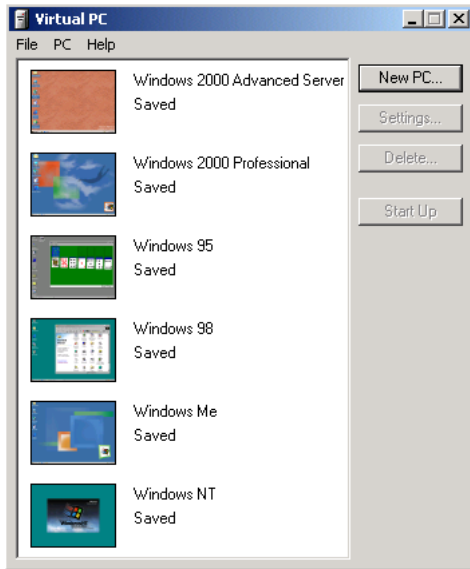 Virtual PC
File PC Help
Windows 2000 Advanced Server
Saved
Windows 2000 Professional
Saved
Windows 95
Saved
Windows 98
Saved
Windows Me
Saved
Windows NT
Saved
New PC...
Settings...
Delete...
Start Up